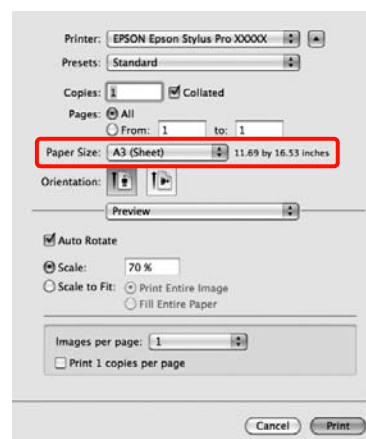 Printer: EPSON Epson Stylus Pro XXXXX
Presets: Standard
Copies: 1 Collated
Pages: All
From: 1 to: 1
Paper Size: A3 (Sheet) 11.69 by 16.53 inches
Orientation:
Preview
Auto Rotate
Scale: 70 %
Scale to Fit: Print Entire Image
Fill Entire Paper
Images per page: 1
Print 1 copies per page
Cancel Print